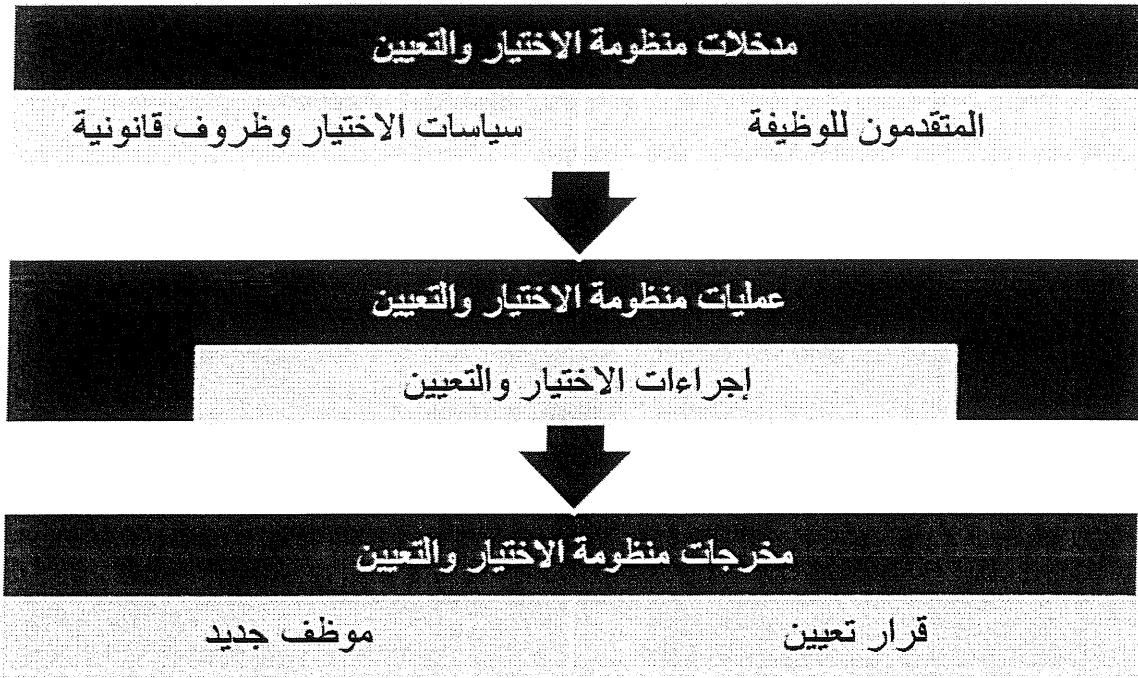 مدخلات منظومة الاختيار والتعيين
المتقدمون للوظيفة
سياسات الاختيار وظروف قانونية
عمليات منظومة الاختيار والتعيين
إجراءات الاختيار والتعيين
مخرجات منظومة الاختيار والتعيين
قرار تعيين
موظف جديد